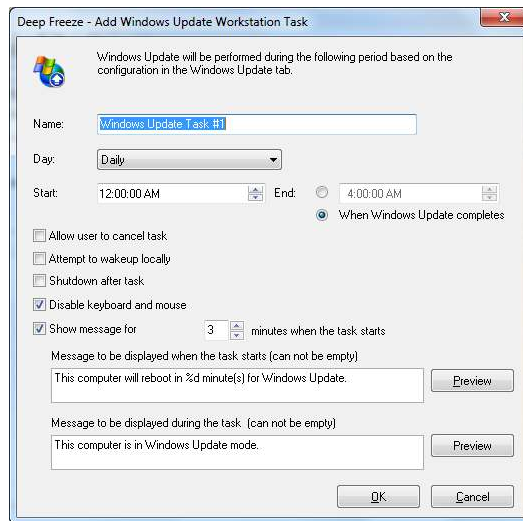 Deep Freeze - Add Windows Update Workstation Task
Windows Update will be performed during the following period based on the
configuration in the Windows Update tab.
Name: Windows Update Task #1
Day: Daily
Start: 12:00:00 AM End: 4:00:00 AM
When Windows Update completes
Allow user to cancel task
Attempt to wakeup locally
Shutdown after task
Disable keyboard and mouse
Show message for 3 minutes when the task starts
Message to be displayed when the task starts (can not be empty)
This computer will reboot in %d minute(s) for Windows Update. Preview
Message to be displayed during the task (can not be empty)
This computer is in Windows Update mode. Preview
OK Cancel